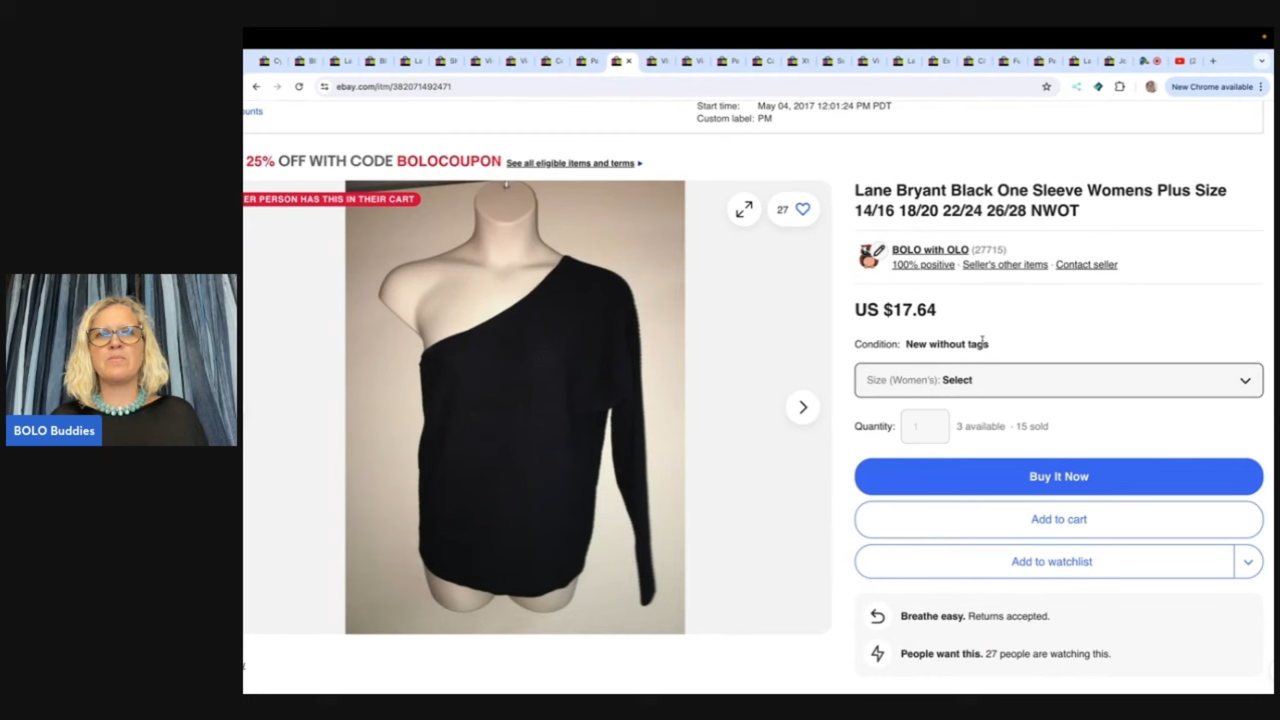 ebay.com/itm/382071492471
New Chrome available
ounts
Start time: May 04, 2017 12:01:24 PM PDT
Custom label: PM
25% OFF WITH CODE BOLOCOUPON See all eligible items and terms ▸
ER PERSON HAS THIS IN THEIR CART
27
Lane Bryant Black One Sleeve Womens Plus Size
14/16 18/20 22/24 26/28 NWOT
BOLO with OLO (27715)
100% positive · Seller's other items · Contact seller
US $17.64
Condition: New without tags
Size (Women's): Select
Quantity: 1 3 available · 15 sold
Buy It Now
Add to cart
Add to watchlist
Breathe easy. Returns accepted.
People want this. 27 people are watching this.
BOLO Buddies